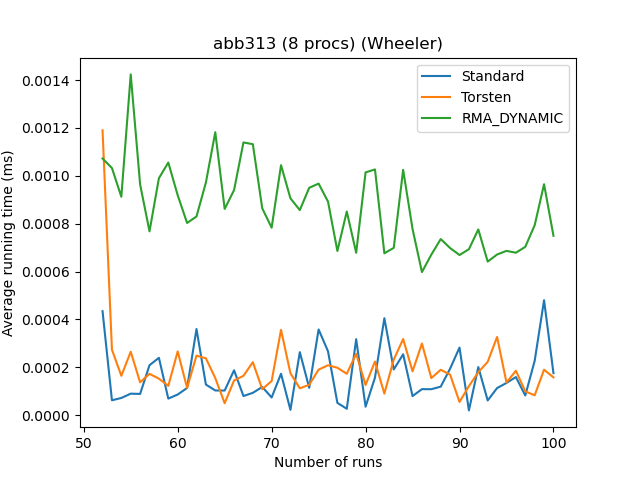 abb313 (8 procs) (Wheeler)
Standard
Torsten
RMA_DYNAMIC
Average running time (ms)
0.0014
0.0012
0.0010
0.0008
0.0006
0.0004
0.0002
0.0000
50 60 70 80 90 100
Number of runs